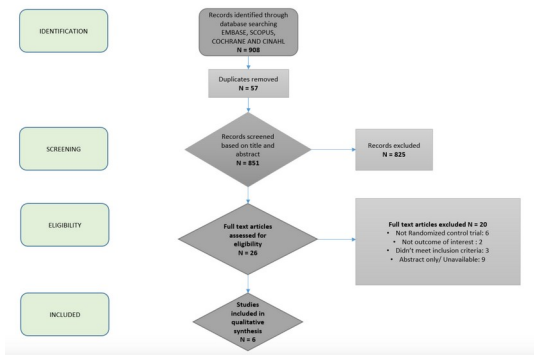 IDENTIFICATION
Records identified through
database searching
EMBASE, SCOPUS,
COCHRANE AND CINAHL
N = 908
Duplicates removed
N = 57
SCREENING
Records screened
based on title and
abstract
N = 851
Records excluded
N = 825
ELIGIBILITY
Full text articles
assessed for
eligibility
N = 26
Full text articles excluded N = 20
• Not Randomized control trial: 6
• Not outcome of interest : 2
• Didn't meet inclusion criteria: 3
• Abstract only/ Unavailable: 9
INCLUDED
Studies
included in
qualitative
synthesis
N = 6